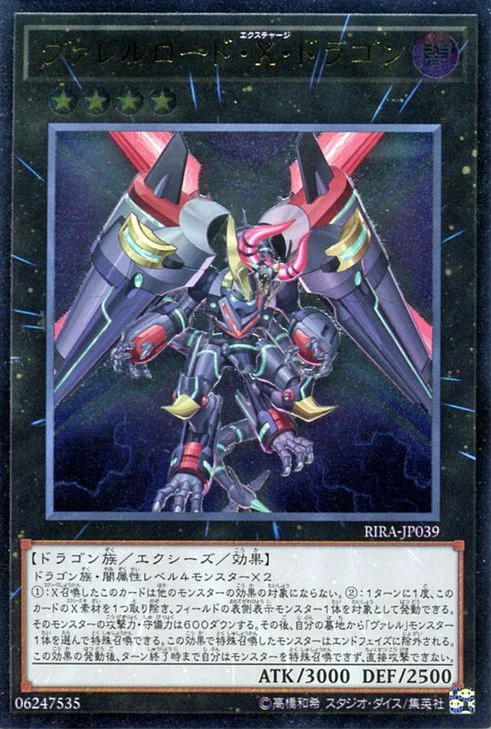 エクスチャージ
ヴァレルロード・X・ドラゴン
闇
RIRA-JP039
【ドラゴン族／エクシーズ／効果】
ドラゴン族・闇属性レベル4モンスター×2
①：X召喚したこのカードは他のモンスターの効果の対象にならない。②：1ターンに1度、この
カードのX素材を1つ取り除き、フィールドの表側表示モンスター1体を対象として発動できる。
そのモンスターの攻撃力・守備力は600ダウンする。その後、自分の墓地から「ヴァレル」モンスター
1体を選んで特殊召喚できる。この効果で特殊召喚したモンスターはエンドフェイズに除外される。
この効果の発動後、ターン終了時まで自分はモンスターを特殊召喚できず、直接攻撃できない。
ATK/3000 DEF/2500
06247535
©高橋和希 スタジオ・ダイス/集英社